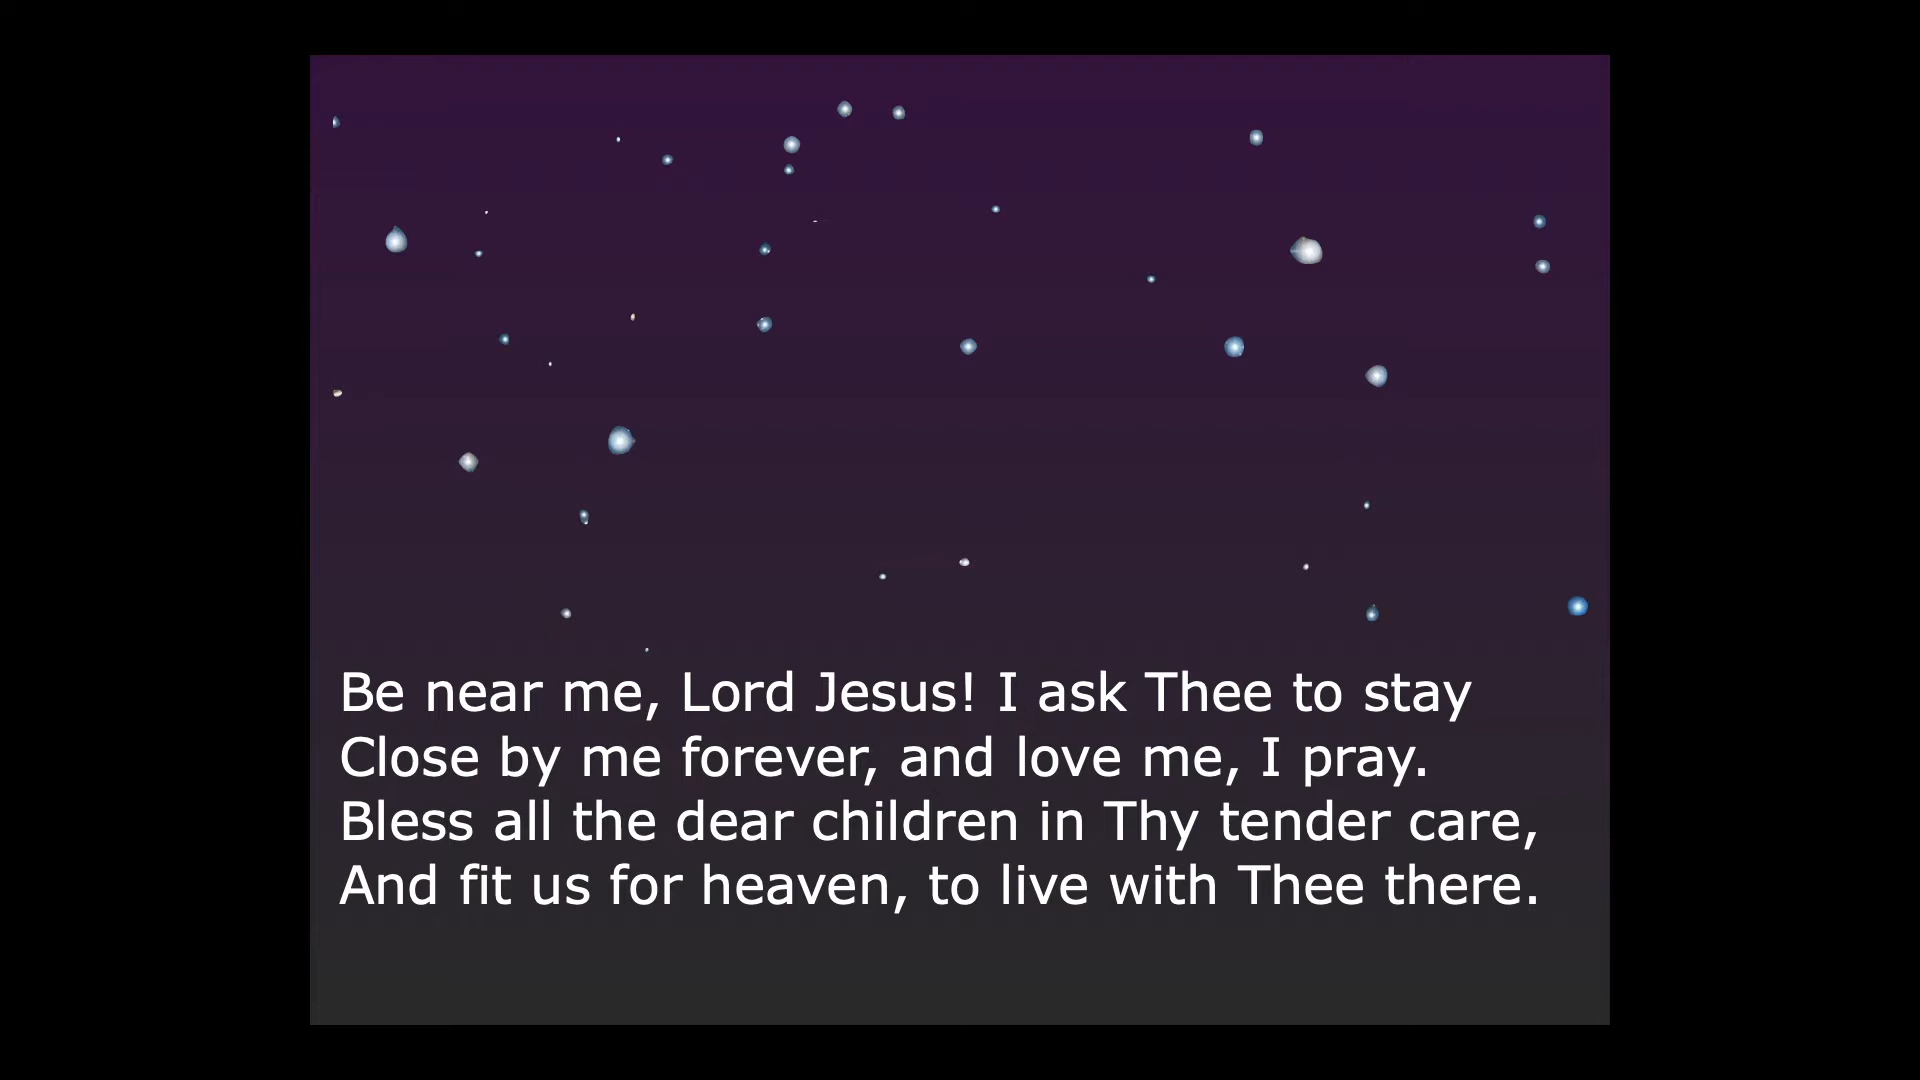 Be near me, Lord Jesus! I ask Thee to stay
Close by me forever, and love me, I pray.
Bless all the dear children in Thy tender care,
And fit us for heaven, to live with Thee there.